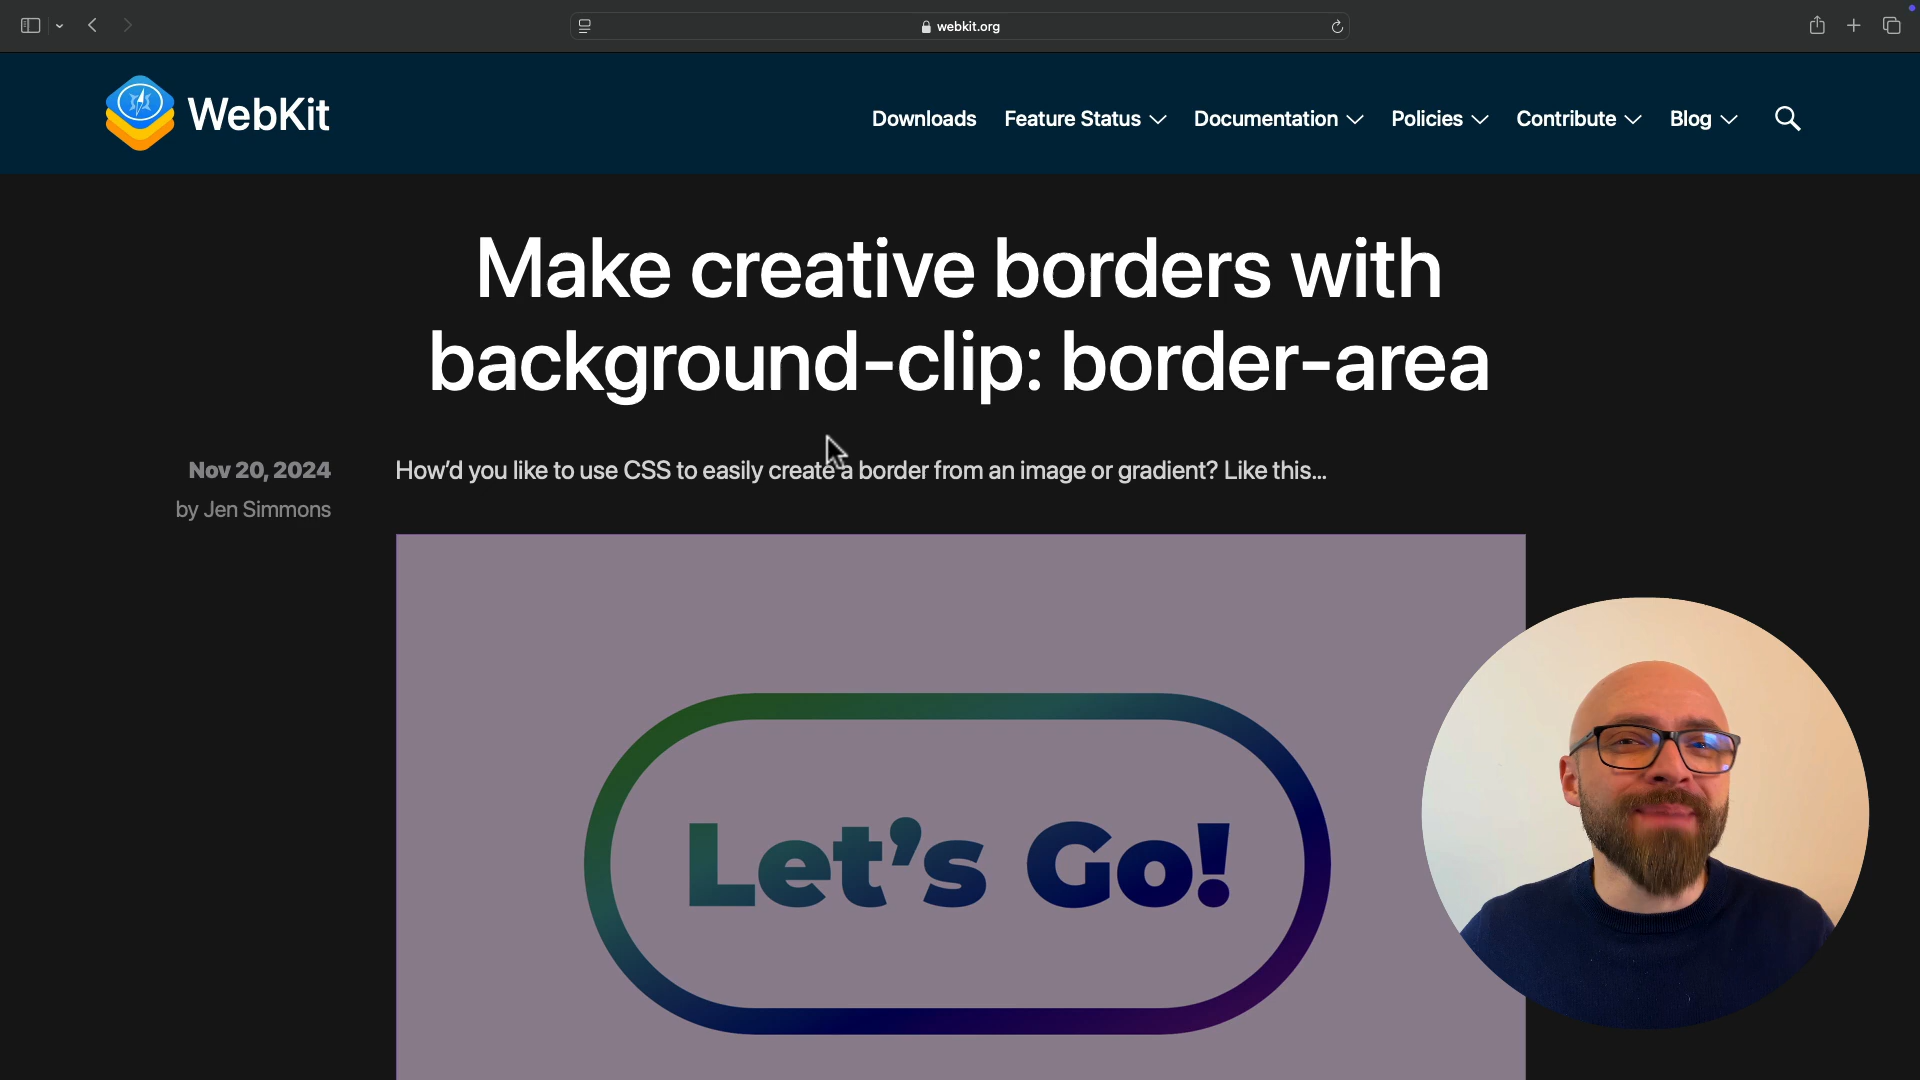 webkit.org
WebKit
Downloads Feature Status Documentation Policies Contribute Blog
Make creative borders with
background-clip: border-area
Nov 20, 2024
by Jen Simmons
How’d you like to use CSS to easily create a border from an image or gradient? Like this...
Let’s Go!